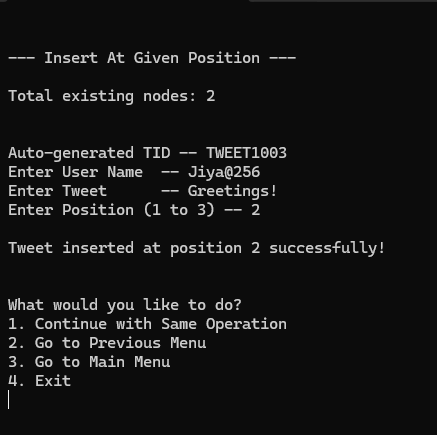 --- Insert At Given Position ---
Total existing nodes: 2
Auto-generated TID -- TWEET1003
Enter User Name  -- Jiya@256
Enter Tweet      -- Greetings!
Enter Position (1 to 3) -- 2
Tweet inserted at position 2 successfully!
What would you like to do?
1. Continue with Same Operation
2. Go to Previous Menu
3. Go to Main Menu
4. Exit